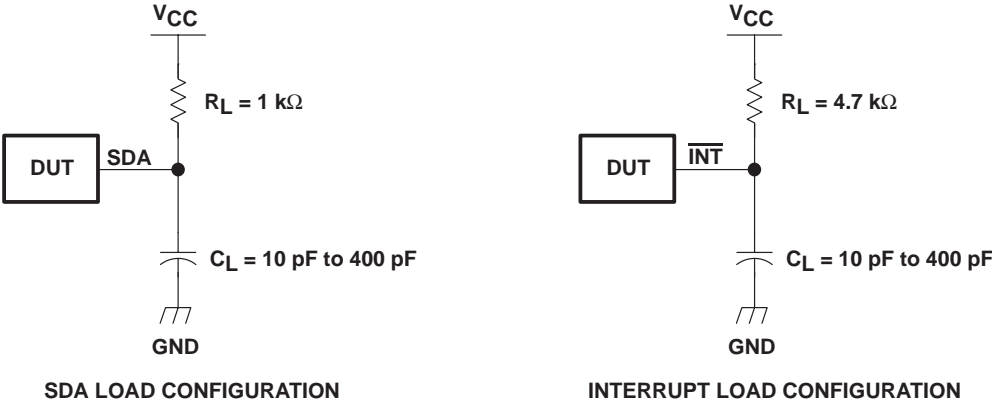 VCC
RL = 1 kΩ
DUT
SDA
CL = 10 pF to 400 pF
GND
SDA LOAD CONFIGURATION
VCC
RL = 4.7 kΩ
DUT
INT
CL = 10 pF to 400 pF
GND
INTERRUPT LOAD CONFIGURATION